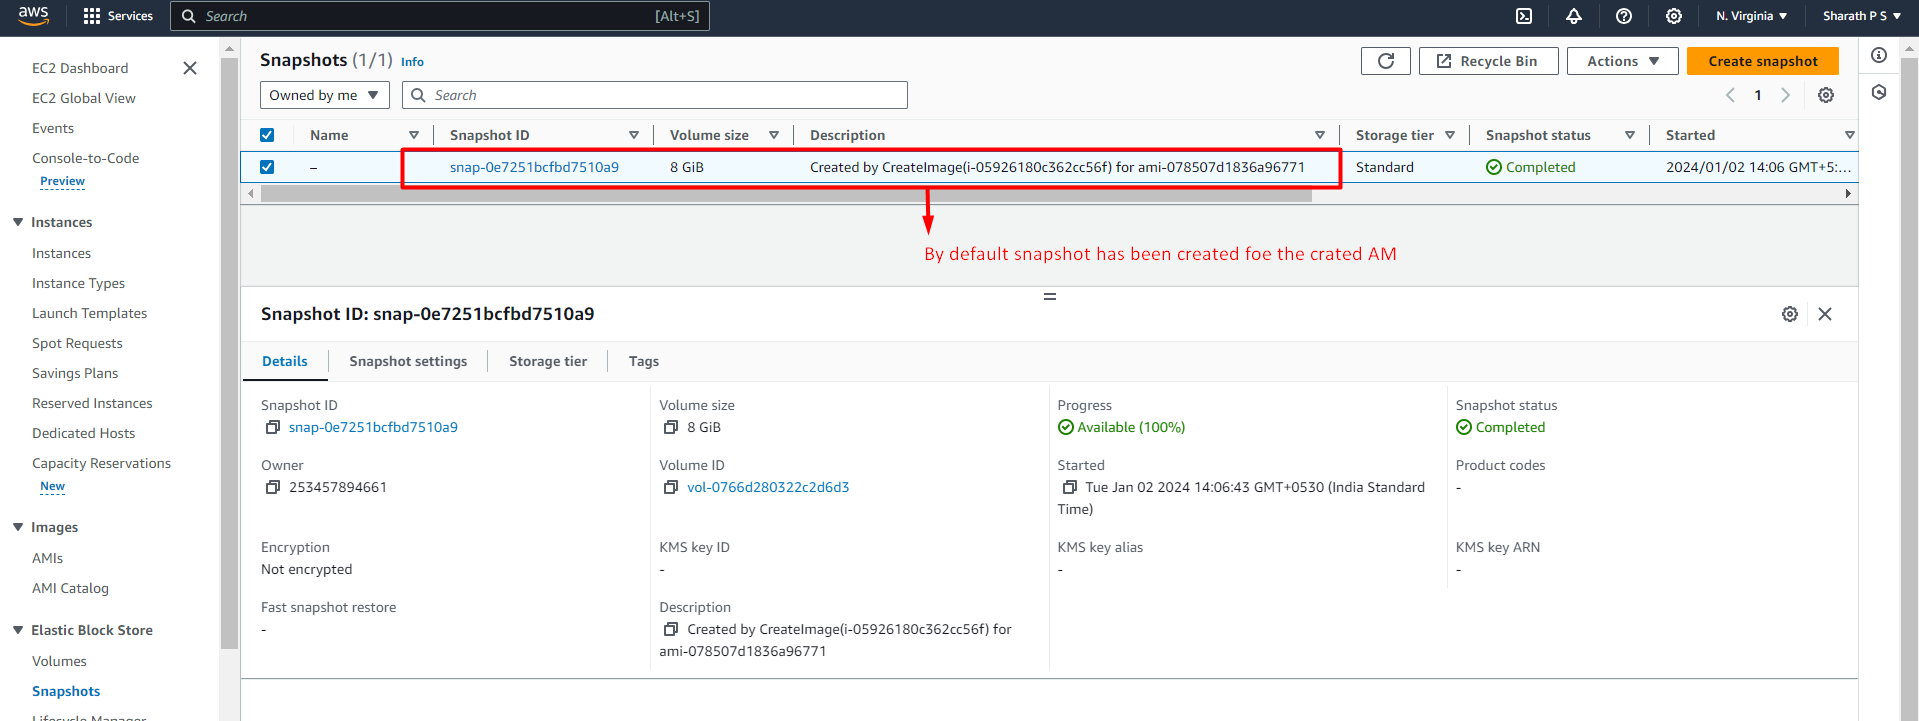 aws Services Search [Alt+S] N. Virginia Sharath P S
EC2 Dashboard
EC2 Global View
Events
Console-to-Code
Preview
Instances
Instances
Instance Types
Launch Templates
Spot Requests
Savings Plans
Reserved Instances
Dedicated Hosts
Capacity Reservations
New
Images
AMIs
AMI Catalog
Elastic Block Store
Volumes
Snapshots
Lifecycle Manager
Snapshots (1/1) Info Recycle Bin Actions Create snapshot
Owned by me Search 1
Name Snapshot ID Volume size Description Storage tier Snapshot status Started
– snap-0e7251bcfbd7510a9 8 GiB Created by CreateImage(i-05926180c362cc56f) for ami-078507d1836a96771 Standard Completed 2024/01/02 14:06 GMT+5:...
By default snapshot has been created foe the crated AM
Snapshot ID: snap-0e7251bcfbd7510a9
Details Snapshot settings Storage tier Tags
Snapshot ID Volume size Progress Snapshot status
snap-0e7251bcfbd7510a9 8 GiB Available (100%) Completed
Owner Volume ID Started Product codes
253457894661 vol-0766d280322c2d6d3 Tue Jan 02 2024 14:06:43 GMT+0530 (India Standard -
Time)
Encryption KMS key ID KMS key alias KMS key ARN
Not encrypted - - -
Fast snapshot restore Description
- Created by CreateImage(i-05926180c362cc56f) for
ami-078507d1836a96771